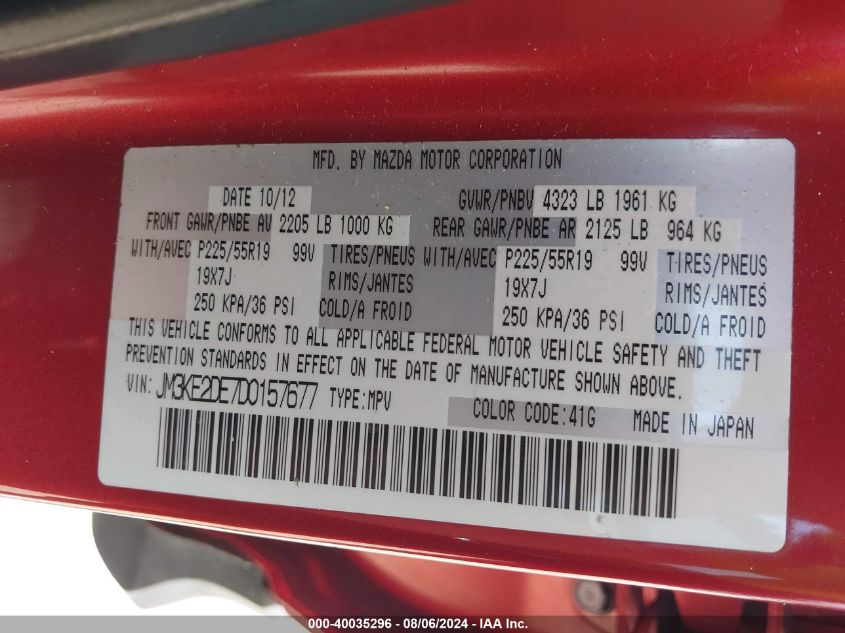 MFD. BY MAZDA MOTOR CORPORATION
DATE 10/12 GVWR/PNBV 4323 LB 1961 KG
FRONT GAWR/PNBE AV 2205 LB 1000 KG REAR GAWR/PNBE AR 2125 LB 964 KG
WITH/AVEC P225/55R19 99V TIRES/PNEUS WITH/AVEC P225/55R19 99V TIRES/PNEUS
19X7J RIMS/JANTES 19X7J RIMS/JANTES
250 KPA/36 PSI COLD/A FROID 250 KPA/36 PSI COLD/A FROID
THIS VEHICLE CONFORMS TO ALL APPLICABLE FEDERAL MOTOR VEHICLE SAFETY AND THEFT
PREVENTION STANDARDS IN EFFECT ON THE DATE OF MANUFACTURE SHOWN ABOVE.
VIN: JM3KE2DE7D0157677 TYPE:MPV COLOR CODE:41G MADE IN JAPAN
000-40035296 - 08/06/2024 - IAA Inc.